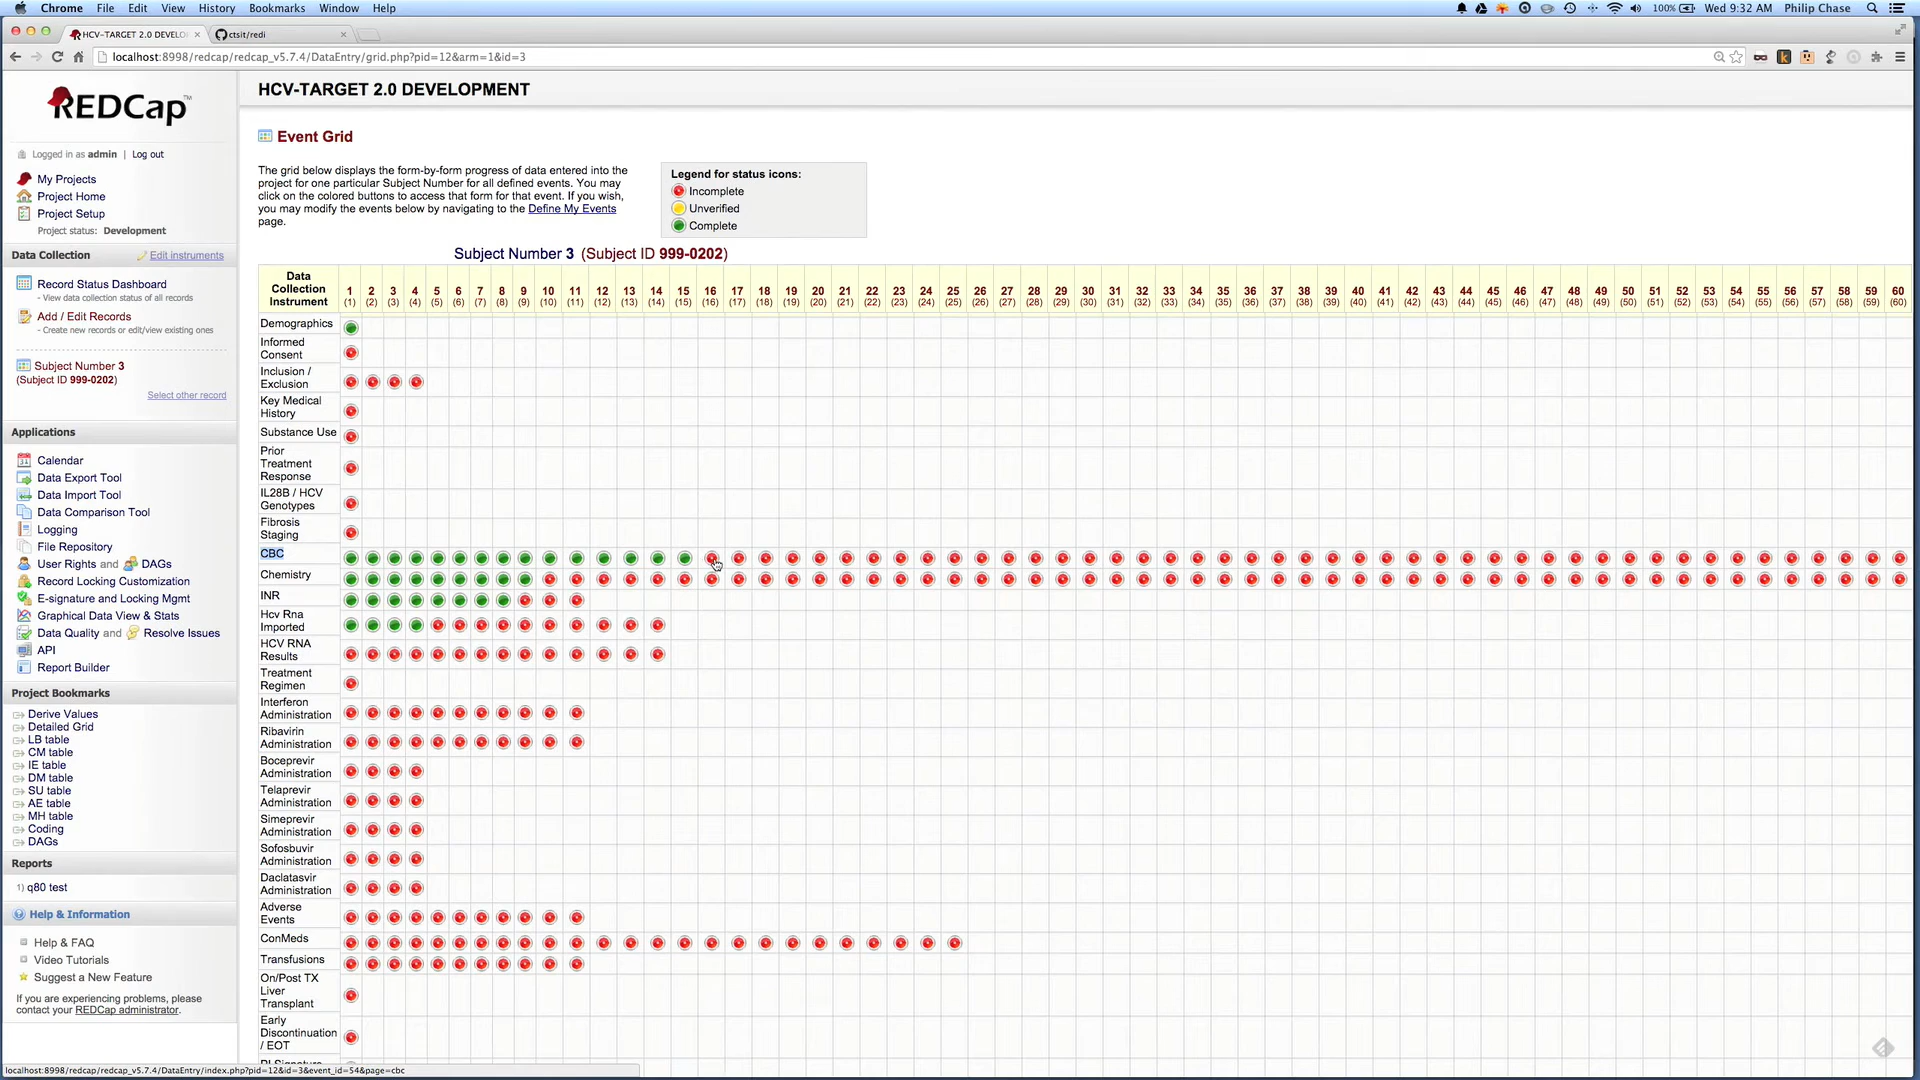 Chrome File Edit View History Bookmarks Window Help 100% Wed 9:32 AM Philip Chase
HCV-TARGET 2.0 DEVELO ctsit/redi
localhost:8998/redcap/redcap_v5.7.4/DataEntry/grid.php?pid=12&arm=1&id=3
REDCap
Logged in as admin | Log out
My Projects
Project Home
Project Setup
Project status: Development
Data Collection Edit instruments
Record Status Dashboard
- View data collection status of all records
Add / Edit Records
- Create new records or edit/view existing ones
Subject Number 3
(Subject ID 999-0202)
Select other record
Applications
Calendar
Data Export Tool
Data Import Tool
Data Comparison Tool
Logging
File Repository
User Rights and DAGs
Record Locking Customization
E-signature and Locking Mgmt
Graphical Data View & Stats
Data Quality and Resolve Issues
API
Report Builder
Project Bookmarks
Derive Values
Detailed Grid
LB table
CM table
IE table
DM table
SU table
AE table
MH table
Coding
DAGs
Reports
1) q80 test
Help & Information
Help & FAQ
Video Tutorials
Suggest a New Feature
If you are experiencing problems, please
contact your REDCap administrator.
HCV-TARGET 2.0 DEVELOPMENT
Event Grid
The grid below displays the form-by-form progress of data entered into the
project for one particular Subject Number for all defined events. You may
click on the colored buttons to access that form for that event. If you wish,
you may modify the events below by navigating to the Define My Events
page.
Legend for status icons:
Incomplete
Unverified
Complete
Subject Number 3 (Subject ID 999-0202)
Data
Collection
Instrument
1 2 3 4 5 6 7 8 9 10 11 12 13 14 15 16 17 18 19 20 21 22 23 24 25 26 27 28 29 30 31 32 33 34 35 36 37 38 39 40 41 42 43 44 45 46 47 48 49 50 51 52 53 54 55 56 57 58 59 60
(1) (2) (3) (4) (5) (6) (7) (8) (9) (10) (11) (12) (13) (14) (15) (16) (17) (18) (19) (20) (21) (22) (23) (24) (25) (26) (27) (28) (29) (30) (31) (32) (33) (34) (35) (36) (37) (38) (39) (40) (41) (42) (43) (44) (45) (46) (47) (48) (49) (50) (51) (52) (53) (54) (55) (56) (57) (58) (59) (60)
Demographics
Informed
Consent
Inclusion /
Exclusion
Key Medical
History
Substance Use
Prior
Treatment
Response
IL28B / HCV
Genotypes
Fibrosis
Staging
CBC
Chemistry
INR
Hcv Rna
Imported
HCV RNA
Results
Treatment
Regimen
Interferon
Administration
Ribavirin
Administration
Boceprevir
Administration
Telaprevir
Administration
Simeprevir
Administration
Sofosbuvir
Administration
Daclatasvir
Administration
Adverse
Events
ConMeds
Transfusions
On/Post TX
Liver
Transplant
Early
Discontinuation
/ EOT
localhost:8998/redcap/redcap_v5.7.4/DataEntry/index.php?pid=12&id=3&event_id=54&page=cbc